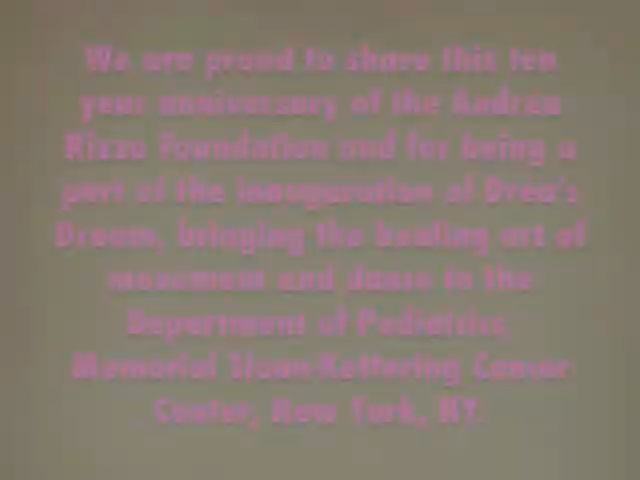 We are proud to share this ten
year anniversary of the Andréa
Rizzo Foundation and for being a
part of the inauguration of Dréa's
Dream, bringing the healing art of
movement and dance to the
Department of Pediatrics
Memorial Sloan-Kettering Cancer
Center, New York, NY.